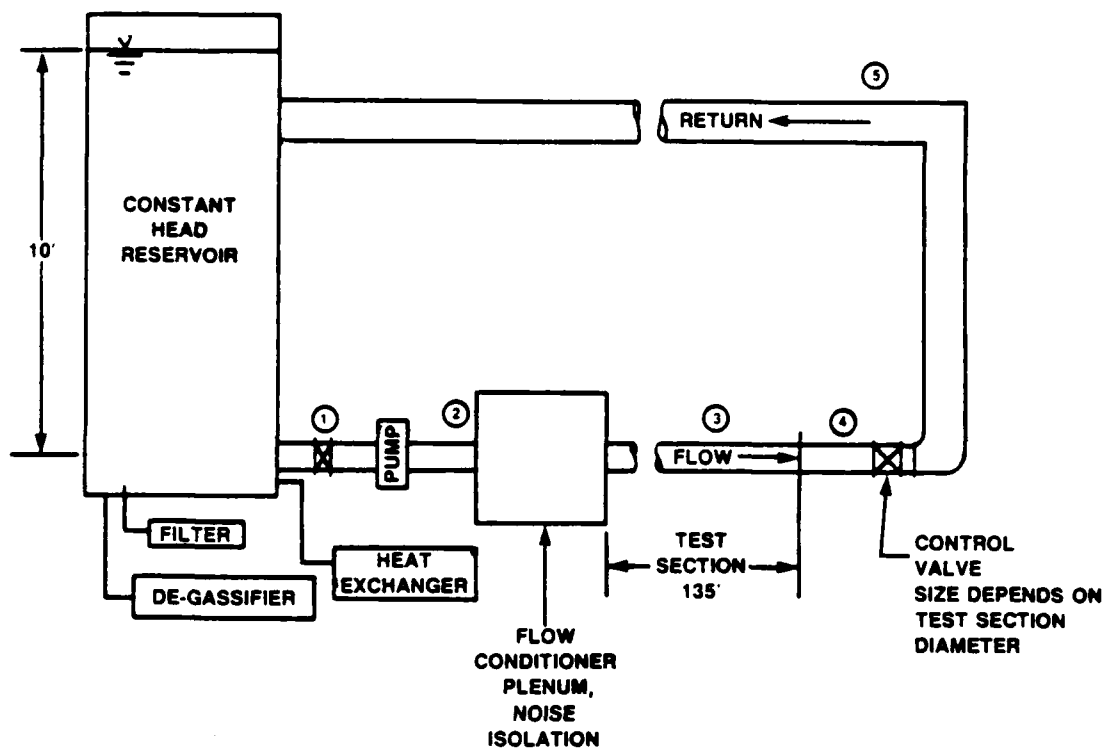 5
RETURN
CONSTANT
HEAD
RESERVOIR
10'
1
2
3
4
PUMP
FLOW
FILTER
HEAT
EXCHANGER
DE-GASSIFIER
TEST
SECTION
135'
CONTROL
VALVE
SIZE DEPENDS ON
TEST SECTION
DIAMETER
FLOW
CONDITIONER
PLENUM,
NOISE
ISOLATION